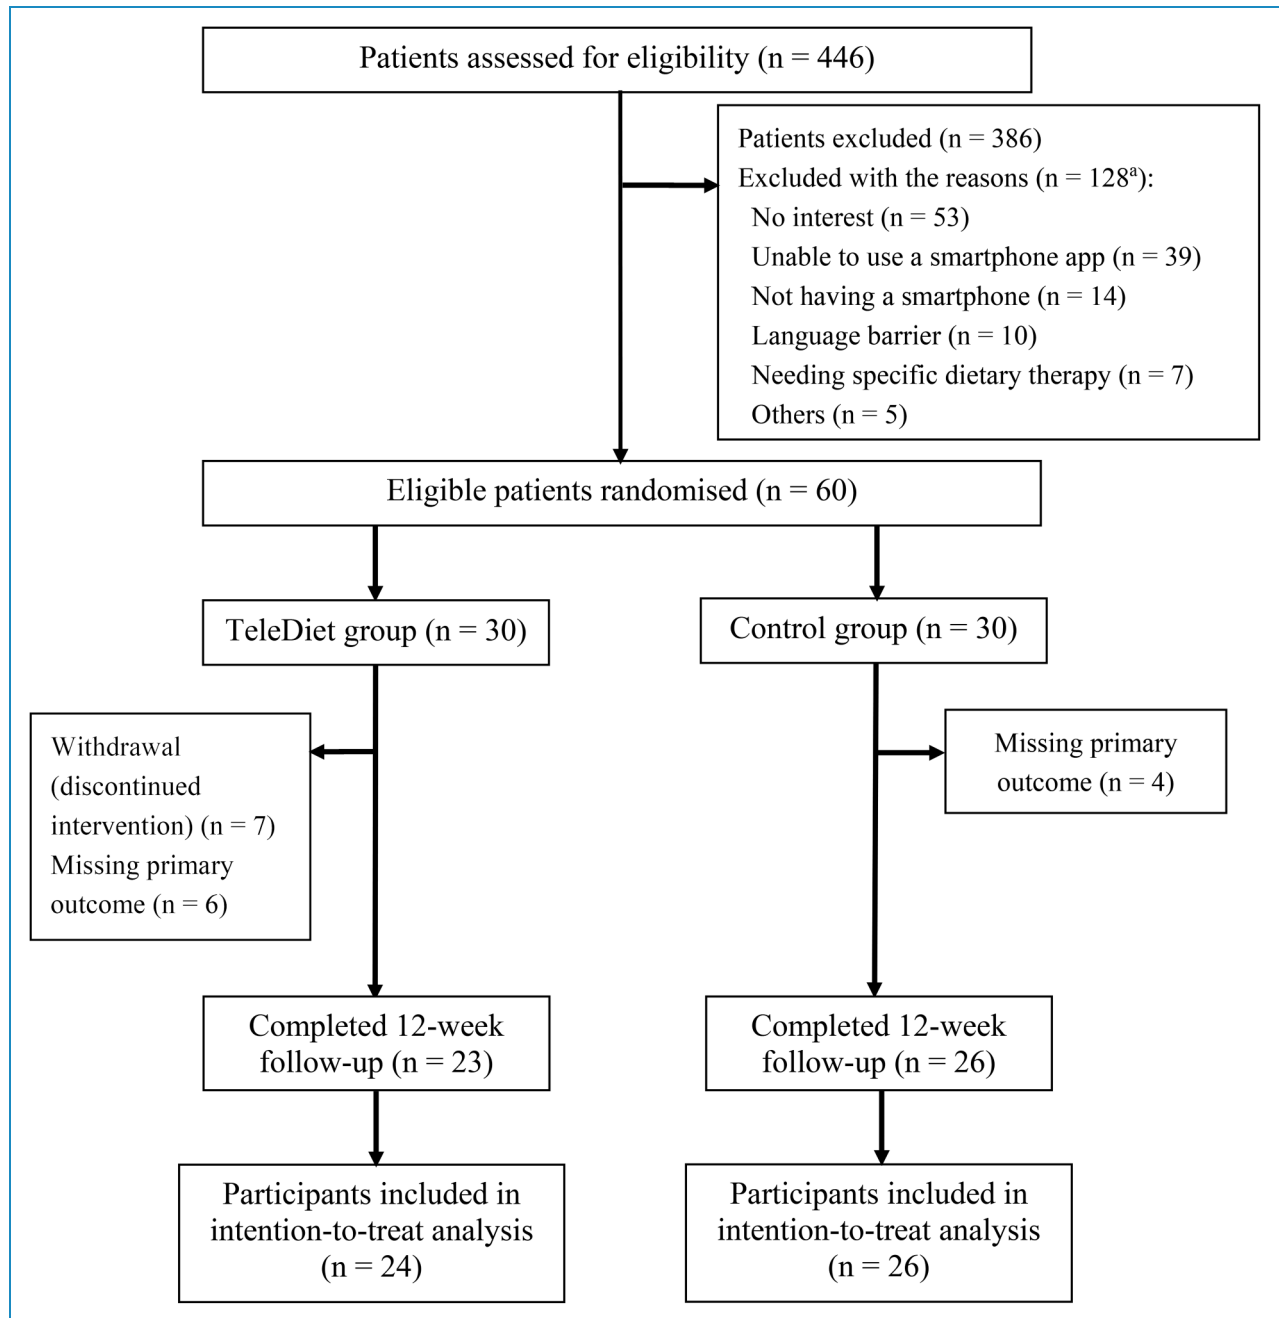 Patients assessed for eligibility (n = 446)
Patients excluded (n = 386)
Excluded with the reasons (n = 128ᵃ):
No interest (n = 53)
Unable to use a smartphone app (n = 39)
Not having a smartphone (n = 14)
Language barrier (n = 10)
Needing specific dietary therapy (n = 7)
Others (n = 5)
Eligible patients randomised (n = 60)
TeleDiet group (n = 30)
Control group (n = 30)
Withdrawal
(discontinued
intervention) (n = 7)
Missing primary
outcome (n = 6)
Missing primary
outcome (n = 4)
Completed 12-week
follow-up (n = 23)
Completed 12-week
follow-up (n = 26)
Participants included in
intention-to-treat analysis
(n = 24)
Participants included in
intention-to-treat analysis
(n = 26)